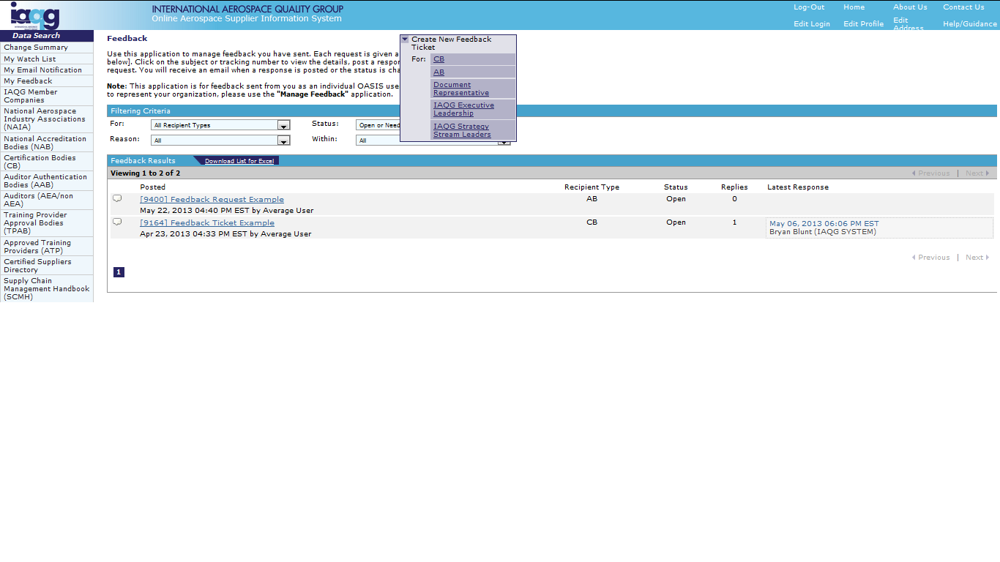 iaqg
INTERNATIONAL AEROSPACE QUALITY GROUP
Online Aerospace Supplier Information System
Log-Out Home About Us Contact Us
Edit Login Edit Profile Edit Address Help/Guidance
Data Search
Change Summary
My Watch List
My Email Notification
My Feedback
IAQG Member
Companies
National Aerospace
Industry Associations
(NAIA)
National Accreditation
Bodies (NAB)
Certification Bodies
(CB)
Auditor Authentication
Bodies (AAB)
Auditors (AEA/non
AEA)
Training Provider
Approval Bodies
(TPAB)
Approved Training
Providers (ATP)
Certified Suppliers
Directory
Supply Chain
Management Handbook
(SCMH)
Feedback
Use this application to manage feedback you have sent. Each request is given a
below]. Click on the subject or tracking number to view the details, post a respon
request. You will receive an email when a response is posted or the status is cha
Note: This application is for feedback sent from you as an individual OASIS use
to represent your organization, please use the "Manage Feedback" application.
Create New Feedback
Ticket
For: CB
AB
Document
Representative
IAQG Executive
Leadership
IAQG Strategy
Stream Leaders
Filtering Criteria
For: All Recipient Types Status: Open or Need
Reason: All Within: All
Feedback Results Download List for Excel
Viewing 1 to 2 of 2 Previous | Next
Posted Recipient Type Status Replies Latest Response
[9400] Feedback Request Example AB Open 0
May 22, 2013 04:40 PM EST by Average User
[9164] Feedback Ticket Example CB Open 1 May 06, 2013 06:06 PM EST
Apr 23, 2013 04:33 PM EST by Average User Bryan Blunt (IAQG SYSTEM)
Previous | Next
1